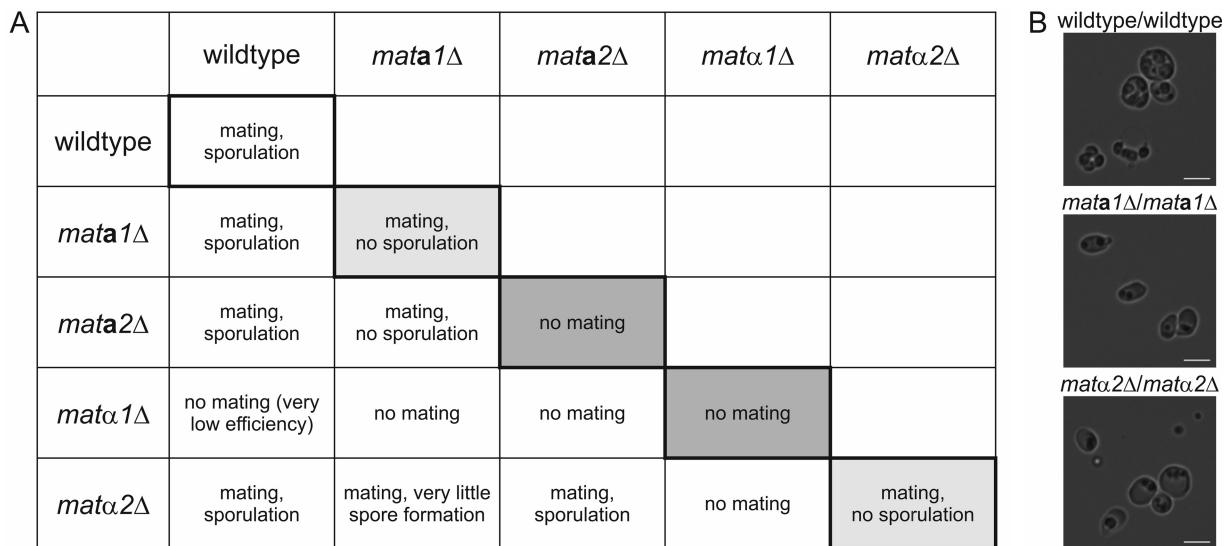 A
wildtype mata1Δ mata2Δ matα1Δ matα2Δ
wildtype
mating,
sporulation
mata1Δ
mating,
sporulation
mating,
no sporulation
mata2Δ
mating,
sporulation
mating,
no sporulation
no mating
matα1Δ
no mating (very
low efficiency)
no mating
no mating
no mating
matα2Δ
mating,
sporulation
mating, very little
spore formation
mating,
sporulation
no mating
mating,
no sporulation
B
wildtype/wildtype
mata1Δ/mata1Δ
matα2Δ/matα2Δ